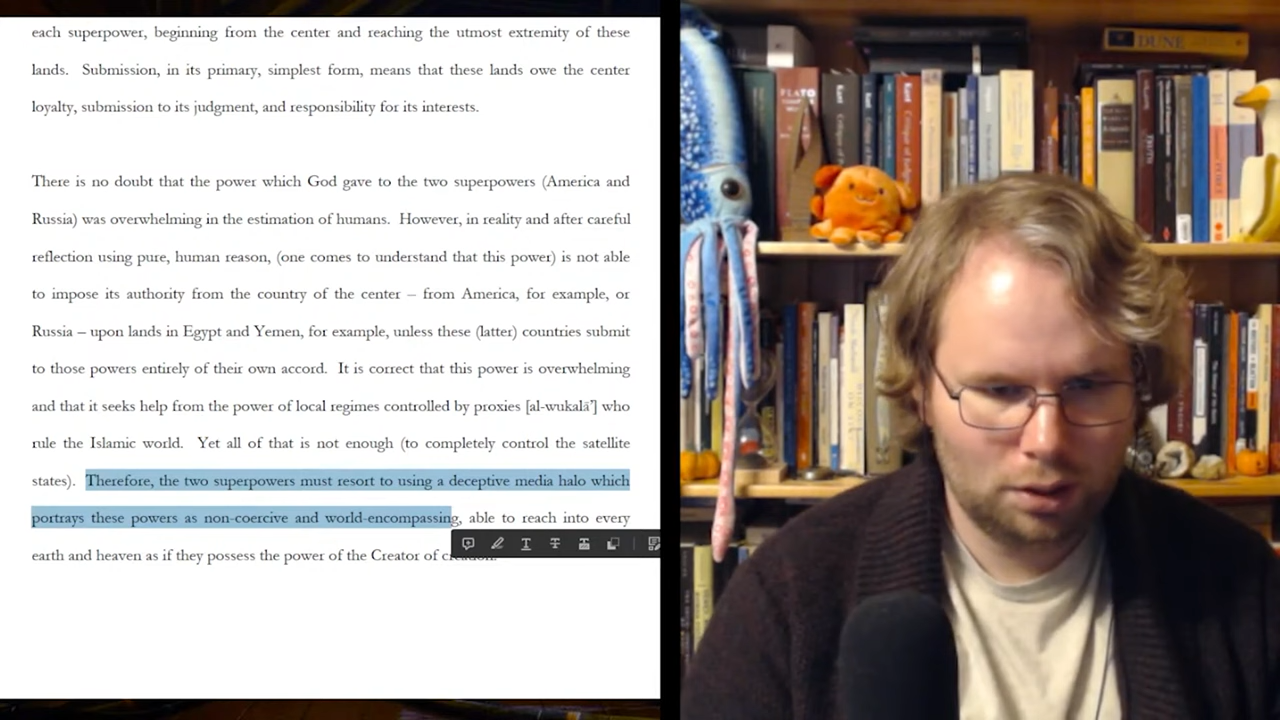 each superpower, beginning from the center and reaching the utmost extremity of these
lands. Submission, in its primary, simplest form, means that these lands owe the center
loyalty, submission to its judgment, and responsibility for its interests.
There is no doubt that the power which God gave to the two superpowers (America and
Russia) was overwhelming in the estimation of humans. However, in reality and after careful
reflection using pure, human reason, (one comes to understand that this power) is not able
to impose its authority from the country of the center – from America, for example, or
Russia – upon lands in Egypt and Yemen, for example, unless these (latter) countries submit
to those powers entirely of their own accord. It is correct that this power is overwhelming
and that it seeks help from the power of local regimes controlled by proxies [al-wukalā’] who
rule the Islamic world. Yet all of that is not enough (to completely control the satellite
states). Therefore, the two superpowers must resort to using a deceptive media halo which
portrays these powers as non-coercive and world-encompassing, able to reach into every
earth and heaven as if they possess the power of the Creator of creation.
DUNE
PLATO
Kant
Kant